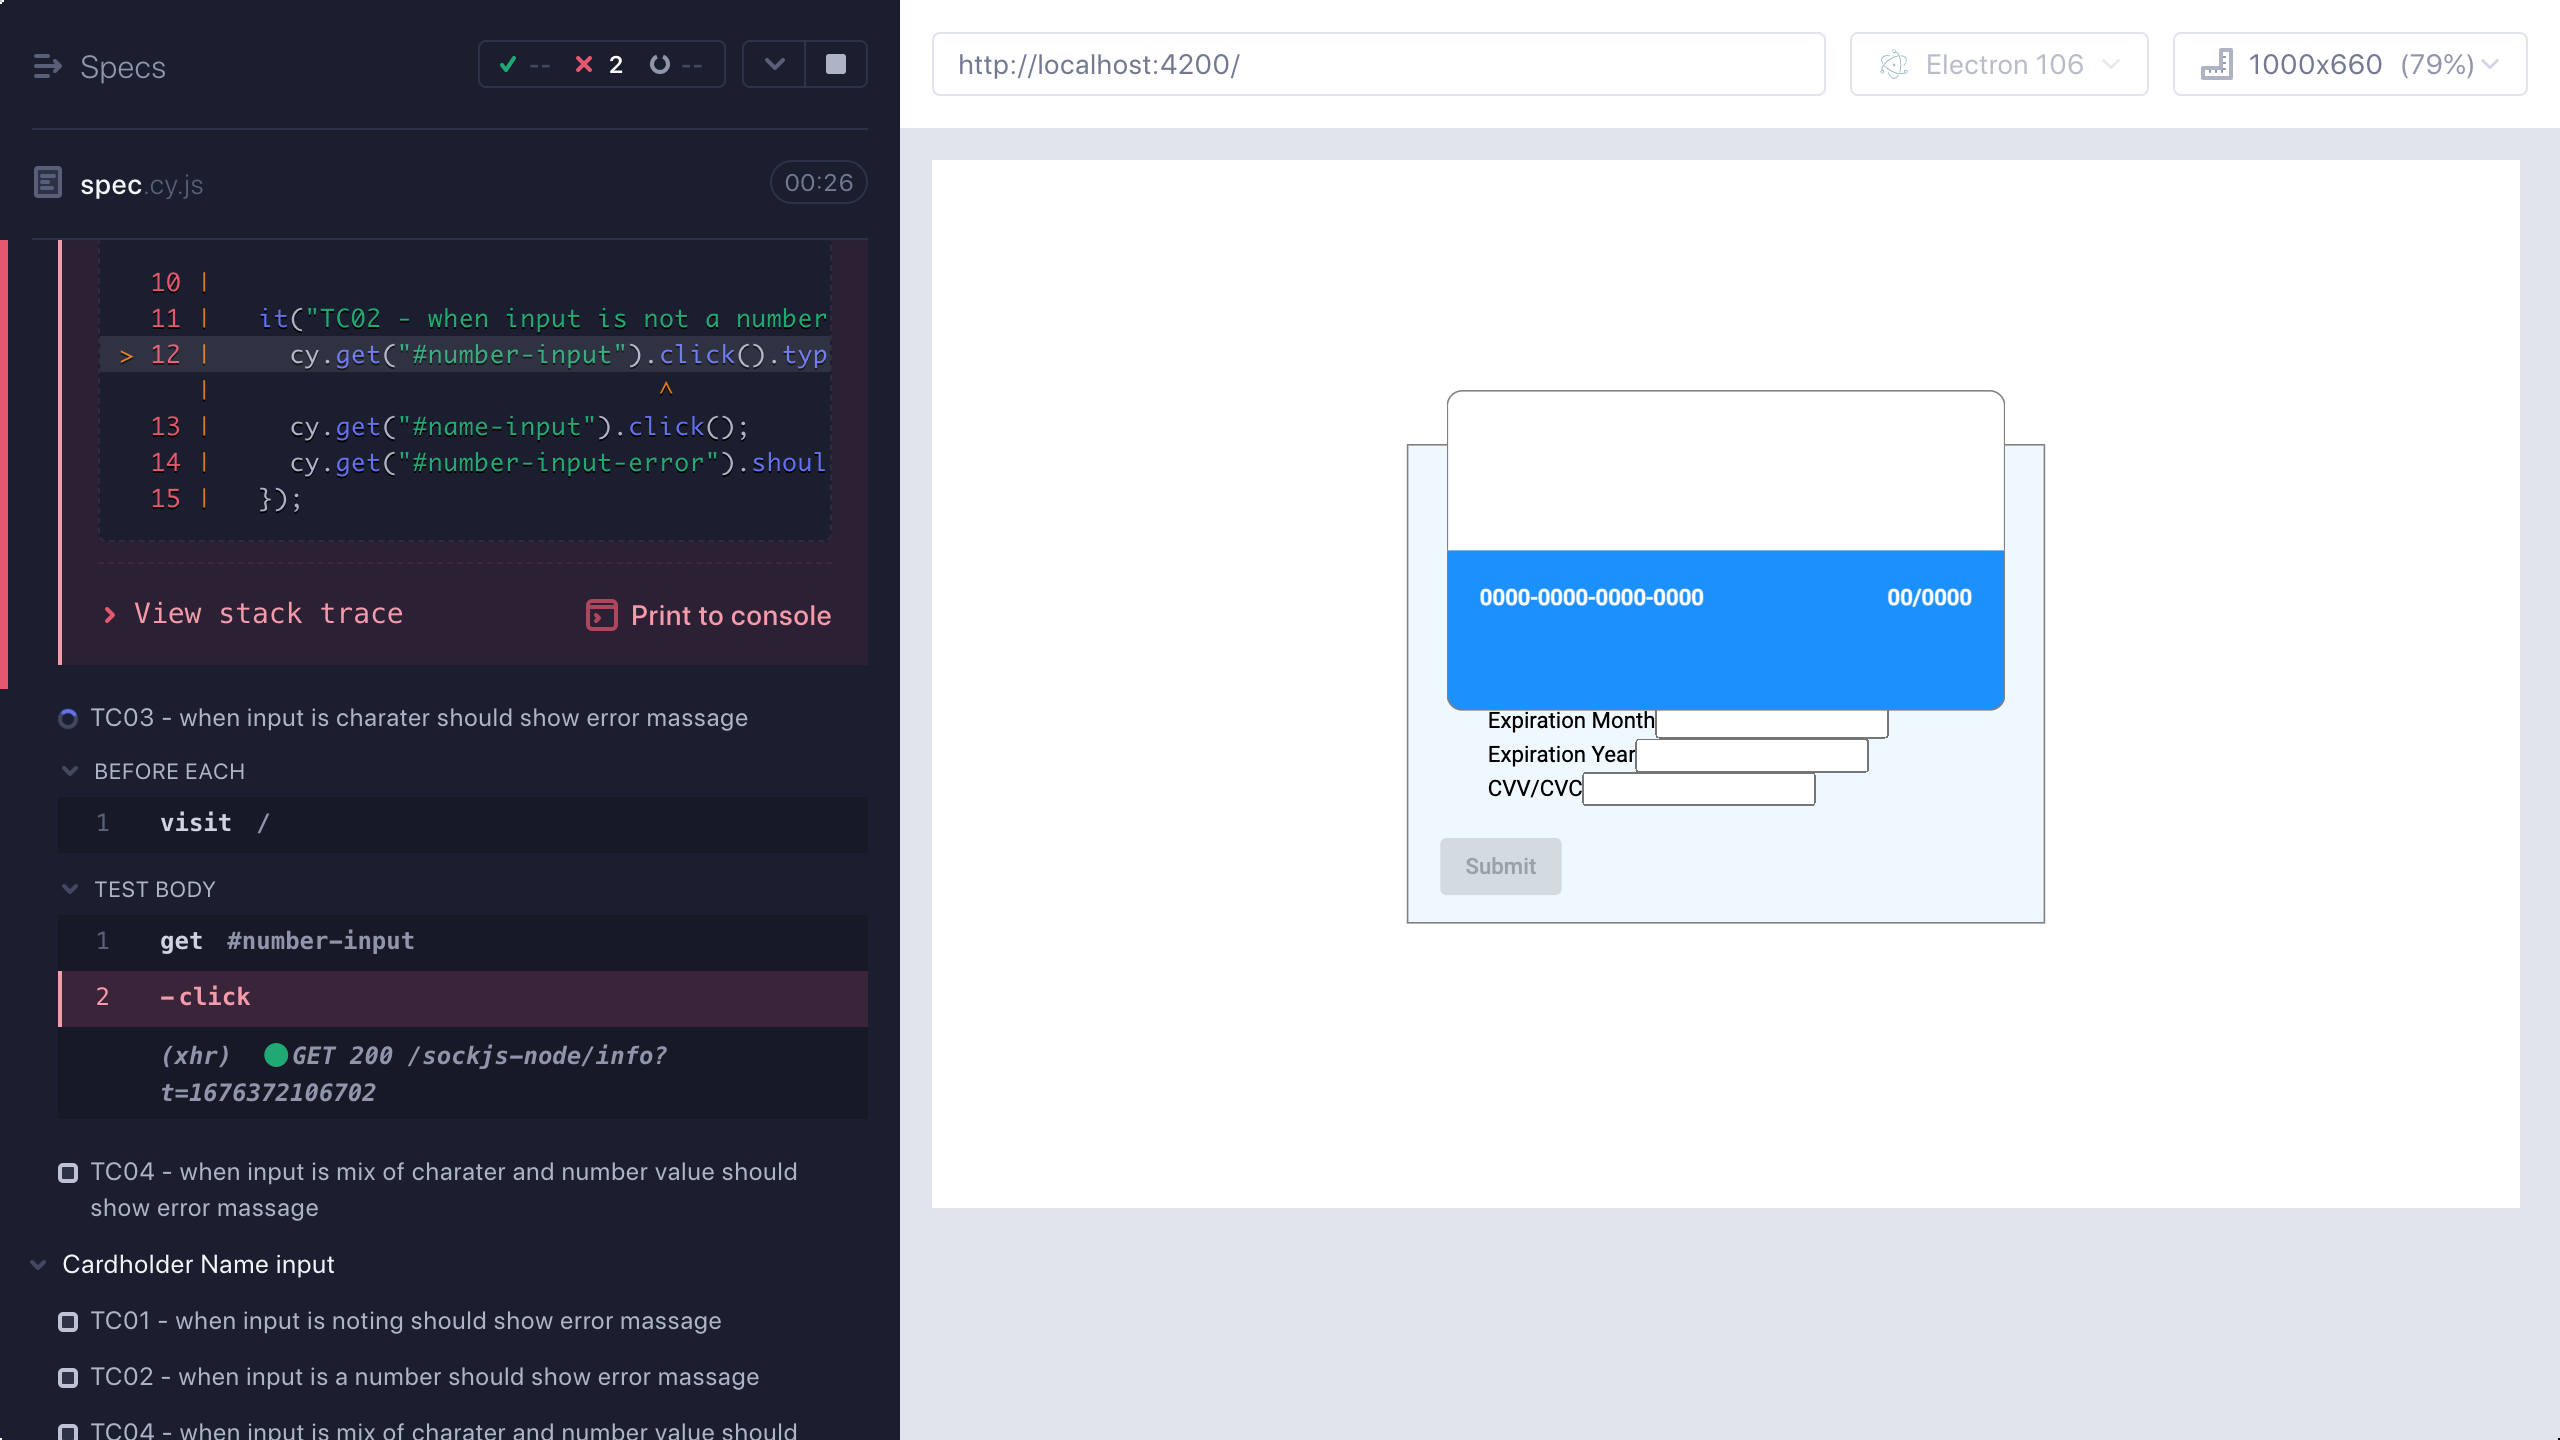 Specs
-- 2 --
spec.cy.js
00:26
10 |
11 | it("TC02 - when input is not a number
> 12 | cy.get("#number-input").click().typ
| ^
13 | cy.get("#name-input").click();
14 | cy.get("#number-input-error").shoul
15 | });
View stack trace
Print to console
TC03 - when input is charater should show error massage
BEFORE EACH
1 visit /
TEST BODY
1 get #number-input
2 -click
(xhr) GET 200 /sockjs-node/info?
t=1676372106702
TC04 - when input is mix of charater and number value should
show error massage
Cardholder Name input
TC01 - when input is noting should show error massage
TC02 - when input is a number should show error massage
TC04 - when input is mix of charater and number value should
http://localhost:4200/
Electron 106
1000x660 (79%)
0000-0000-0000-0000 00/0000
Expiration Month
Expiration Year
CVV/CVC
Submit